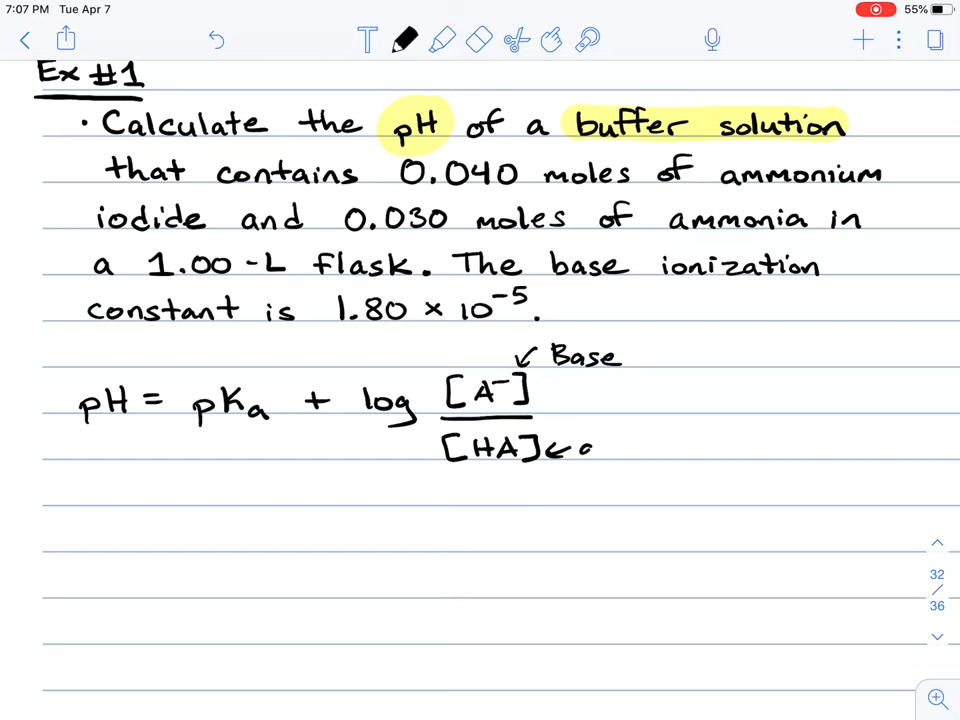 7:07 PM Tue Apr 7 55%
T
Ex #1
• Calculate the pH of a buffer solution
that contains 0.040 moles of ammonium
iodide and 0.030 moles of ammonia in
a 1.00-L flask. The base ionization
constant is 1.80 × 10⁻⁵.
↙ Base
pH = pKa + log [A⁻]
[HA] ↙
32
/
36